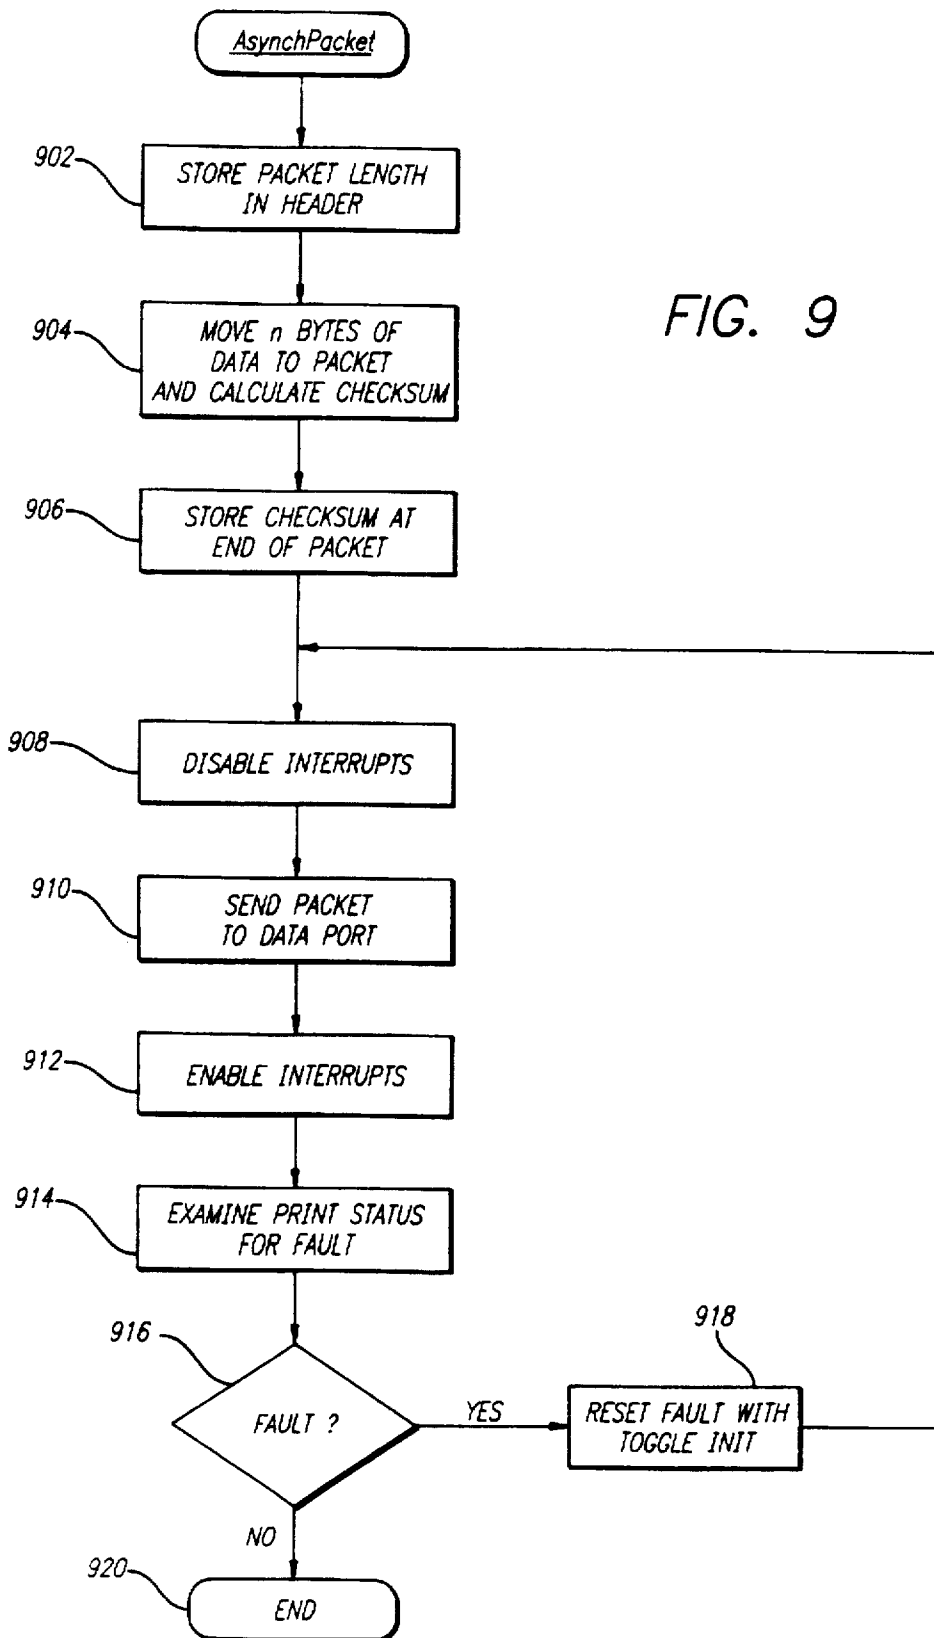 AsynchPacket
902
STORE PACKET LENGTH
IN HEADER
FIG. 9
904
MOVE n BYTES OF
DATA TO PACKET
AND CALCULATE CHECKSUM
906
STORE CHECKSUM AT
END OF PACKET
908
DISABLE INTERRUPTS
910
SEND PACKET
TO DATA PORT
912
ENABLE INTERRUPTS
914
EXAMINE PRINT STATUS
FOR FAULT
916
918
FAULT ?
YES
RESET FAULT WITH
TOGGLE INIT
NO
920
END